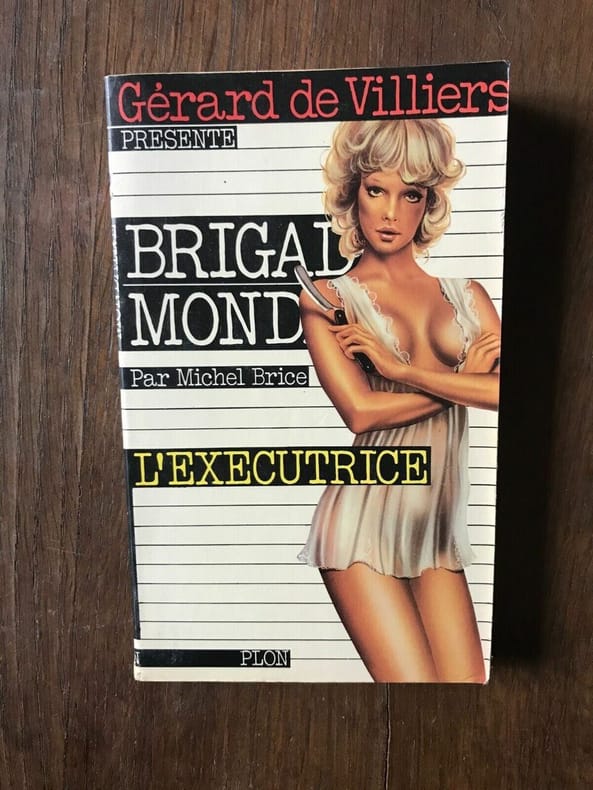 Gérard de Villiers
PRESENTE
BRIGAD
MOND
Par Michel Brice
L'EXECUTRICE
PLON